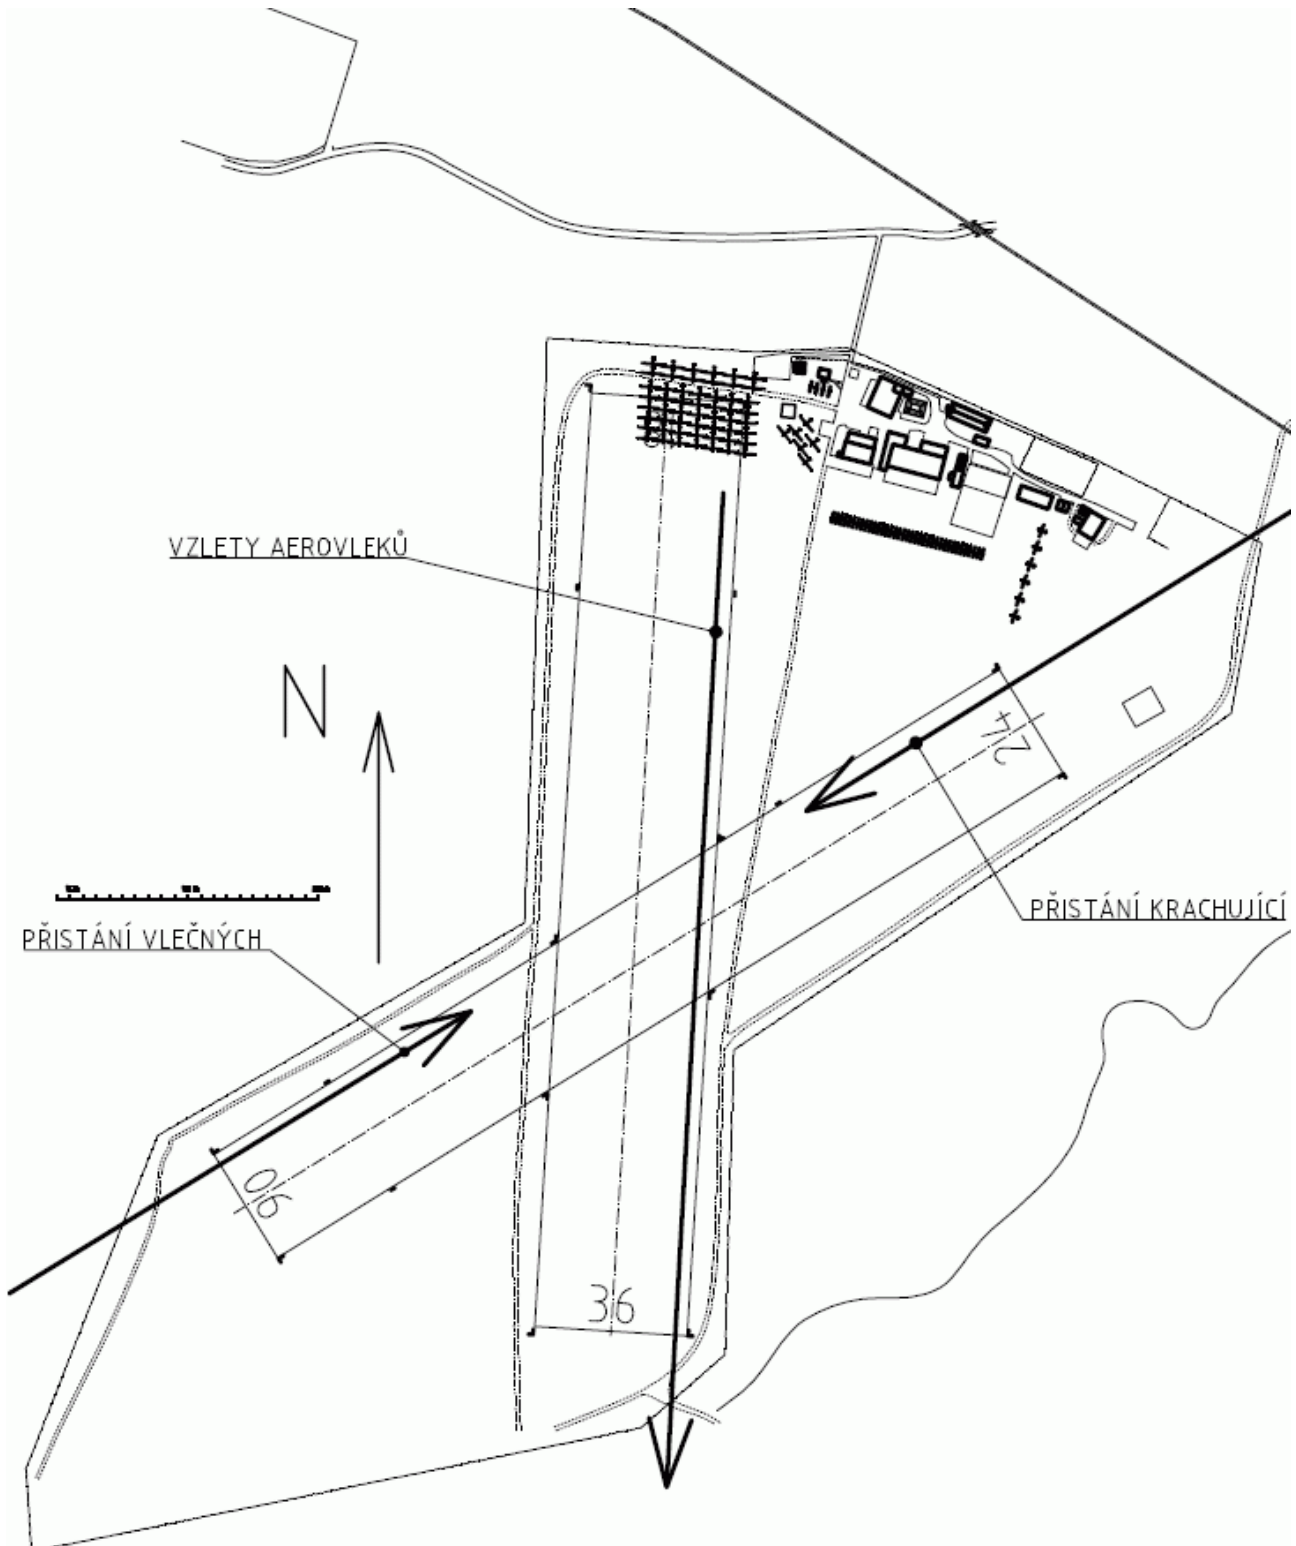 VZLETY AEROVLEKŮ
N
24
PŘISTÁNÍ KRACHUJÍCÍ
PŘISTÁNÍ VLEČNÝCH
06
36